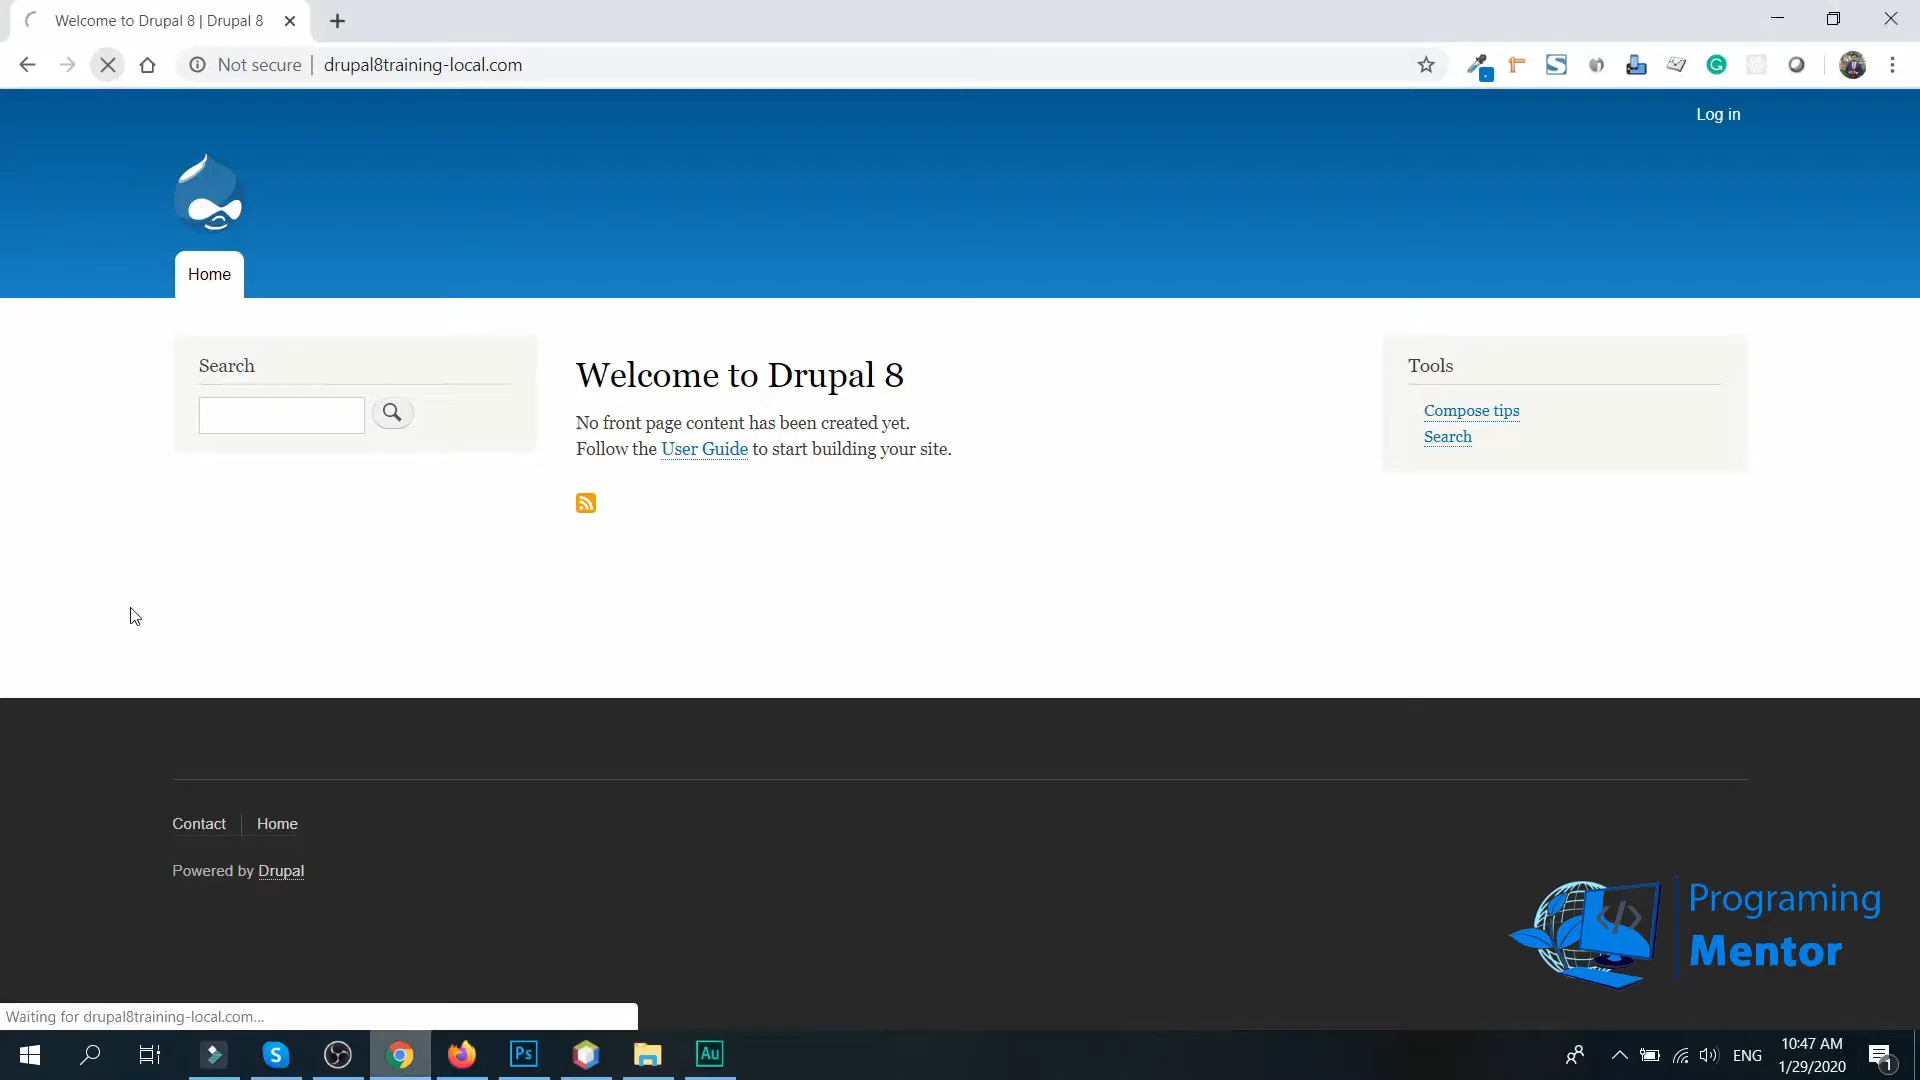 Welcome to Drupal 8 | Drupal 8
Not secure | drupal8training-local.com
Log in
Home
Search
Welcome to Drupal 8
No front page content has been created yet.
Follow the User Guide to start building your site.
Tools
Compose tips
Search
Contact
Home
Powered by Drupal
Programing
Mentor
Waiting for drupal8training-local.com...
Ps
Au
ENG
10:47 AM
1/29/2020
1